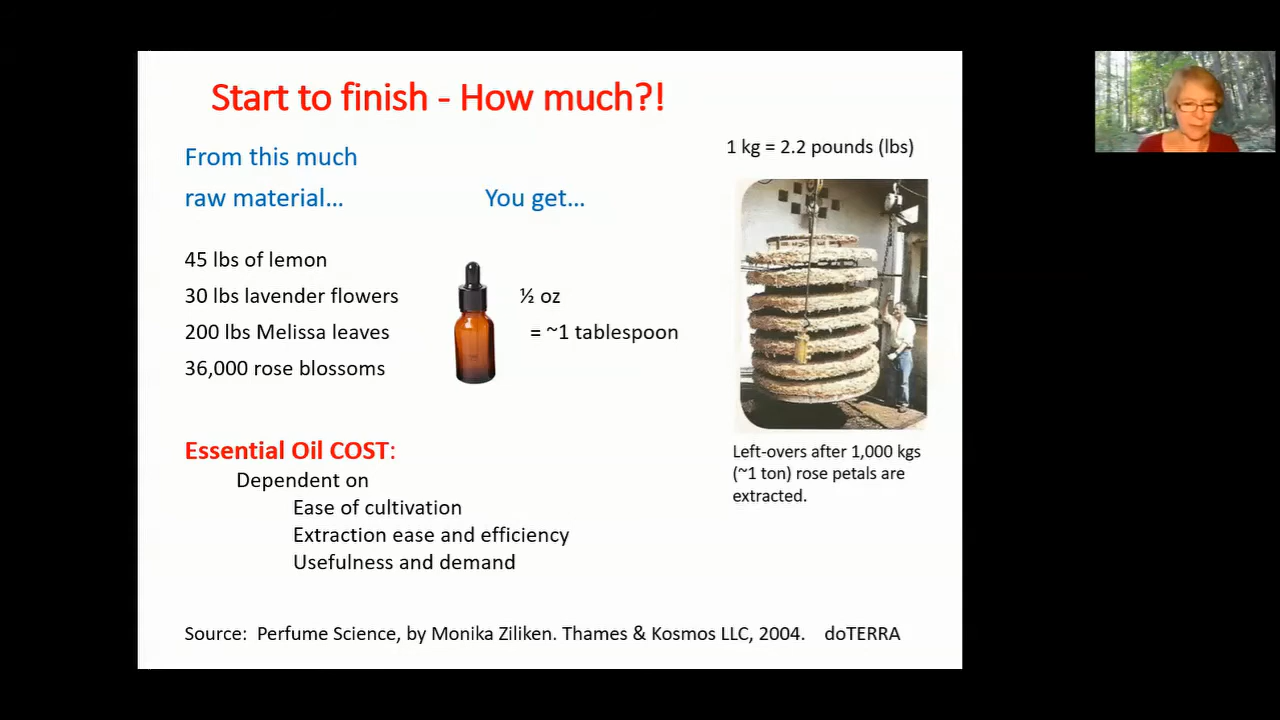 Start to finish - How much?!
From this much
raw material...
You get...
45 lbs of lemon
30 lbs lavender flowers
200 lbs Melissa leaves
36,000 rose blossoms
½ oz
= ~1 tablespoon
Essential Oil COST:
Dependent on
Ease of cultivation
Extraction ease and efficiency
Usefulness and demand
1 kg = 2.2 pounds (lbs)
Left-overs after 1,000 kgs
(~1 ton) rose petals are
extracted.
Source: Perfume Science, by Monika Ziliken. Thames & Kosmos LLC, 2004. doTERRA